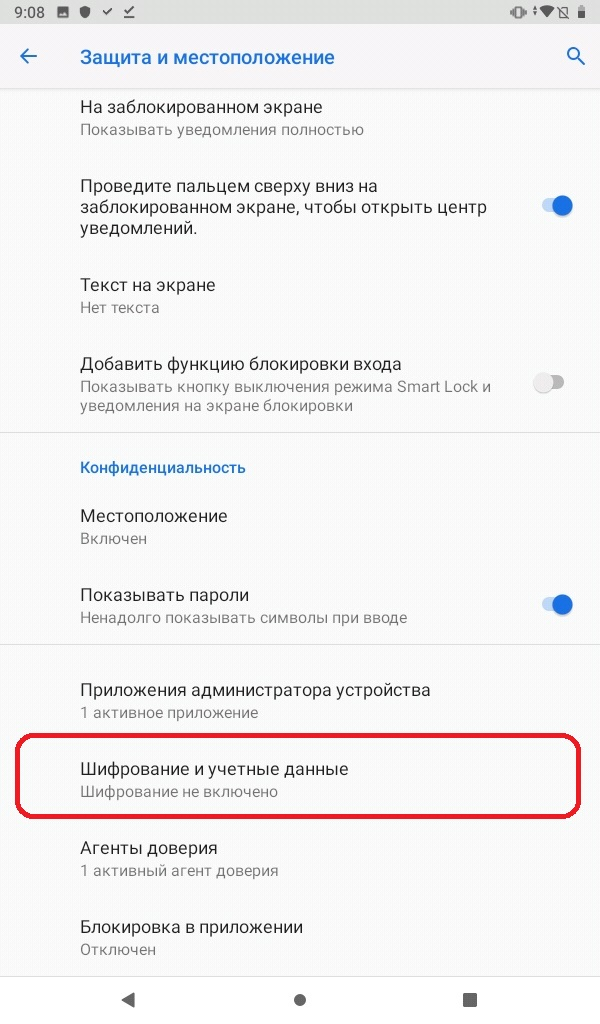 9:08
Защита и местоположение
На заблокированном экране
Показывать уведомления полностью
Проведите пальцем сверху вниз на
заблокированном экране, чтобы открыть центр
уведомлений.
Текст на экране
Нет текста
Добавить функцию блокировки входа
Показывать кнопку выключения режима Smart Lock и
уведомления на экране блокировки
Конфиденциальность
Местоположение
Включен
Показывать пароли
Ненадолго показывать символы при вводе
Приложения администратора устройства
1 активное приложение
Шифрование и учетные данные
Шифрование не включено
Агенты доверия
1 активный агент доверия
Блокировка в приложении
Отключен